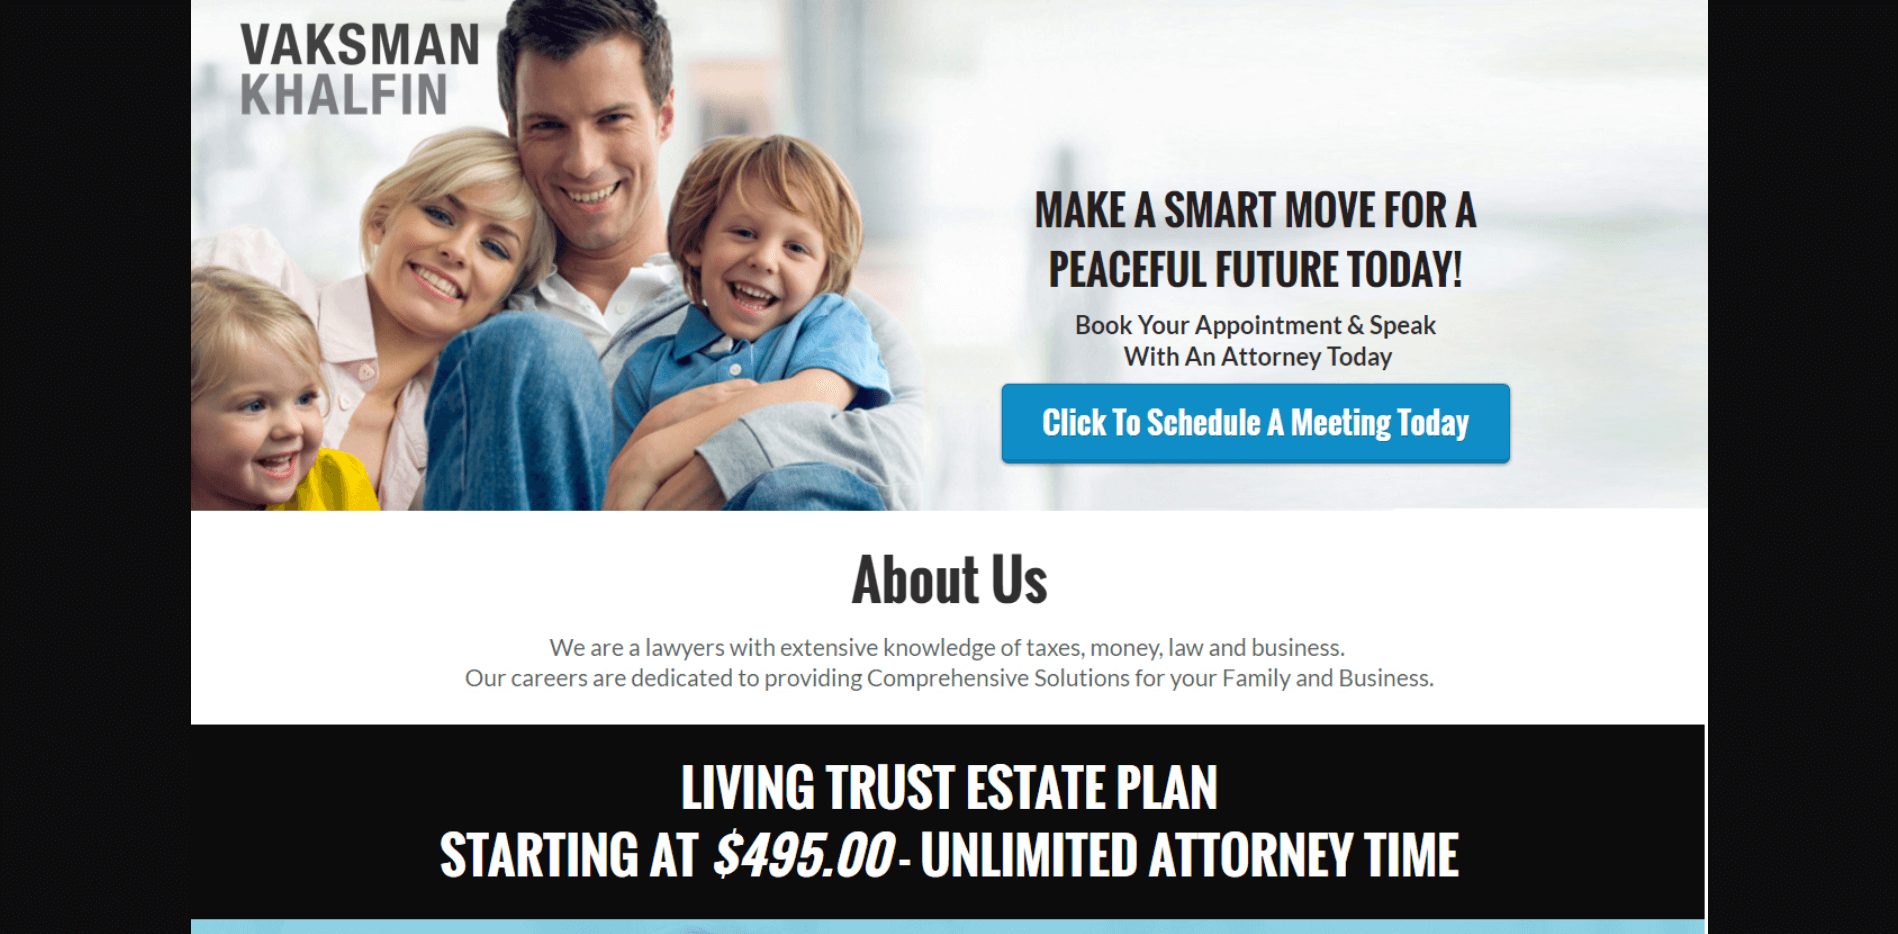 VAKSMAN
KHALFIN
MAKE A SMART MOVE FOR A
PEACEFUL FUTURE TODAY!
Book Your Appointment & Speak
With An Attorney Today
Click To Schedule A Meeting Today
About Us
We are a lawyers with extensive knowledge of taxes, money, law and business.
Our careers are dedicated to providing Comprehensive Solutions for your Family and Business.
LIVING TRUST ESTATE PLAN
STARTING AT $495.00 - UNLIMITED ATTORNEY TIME